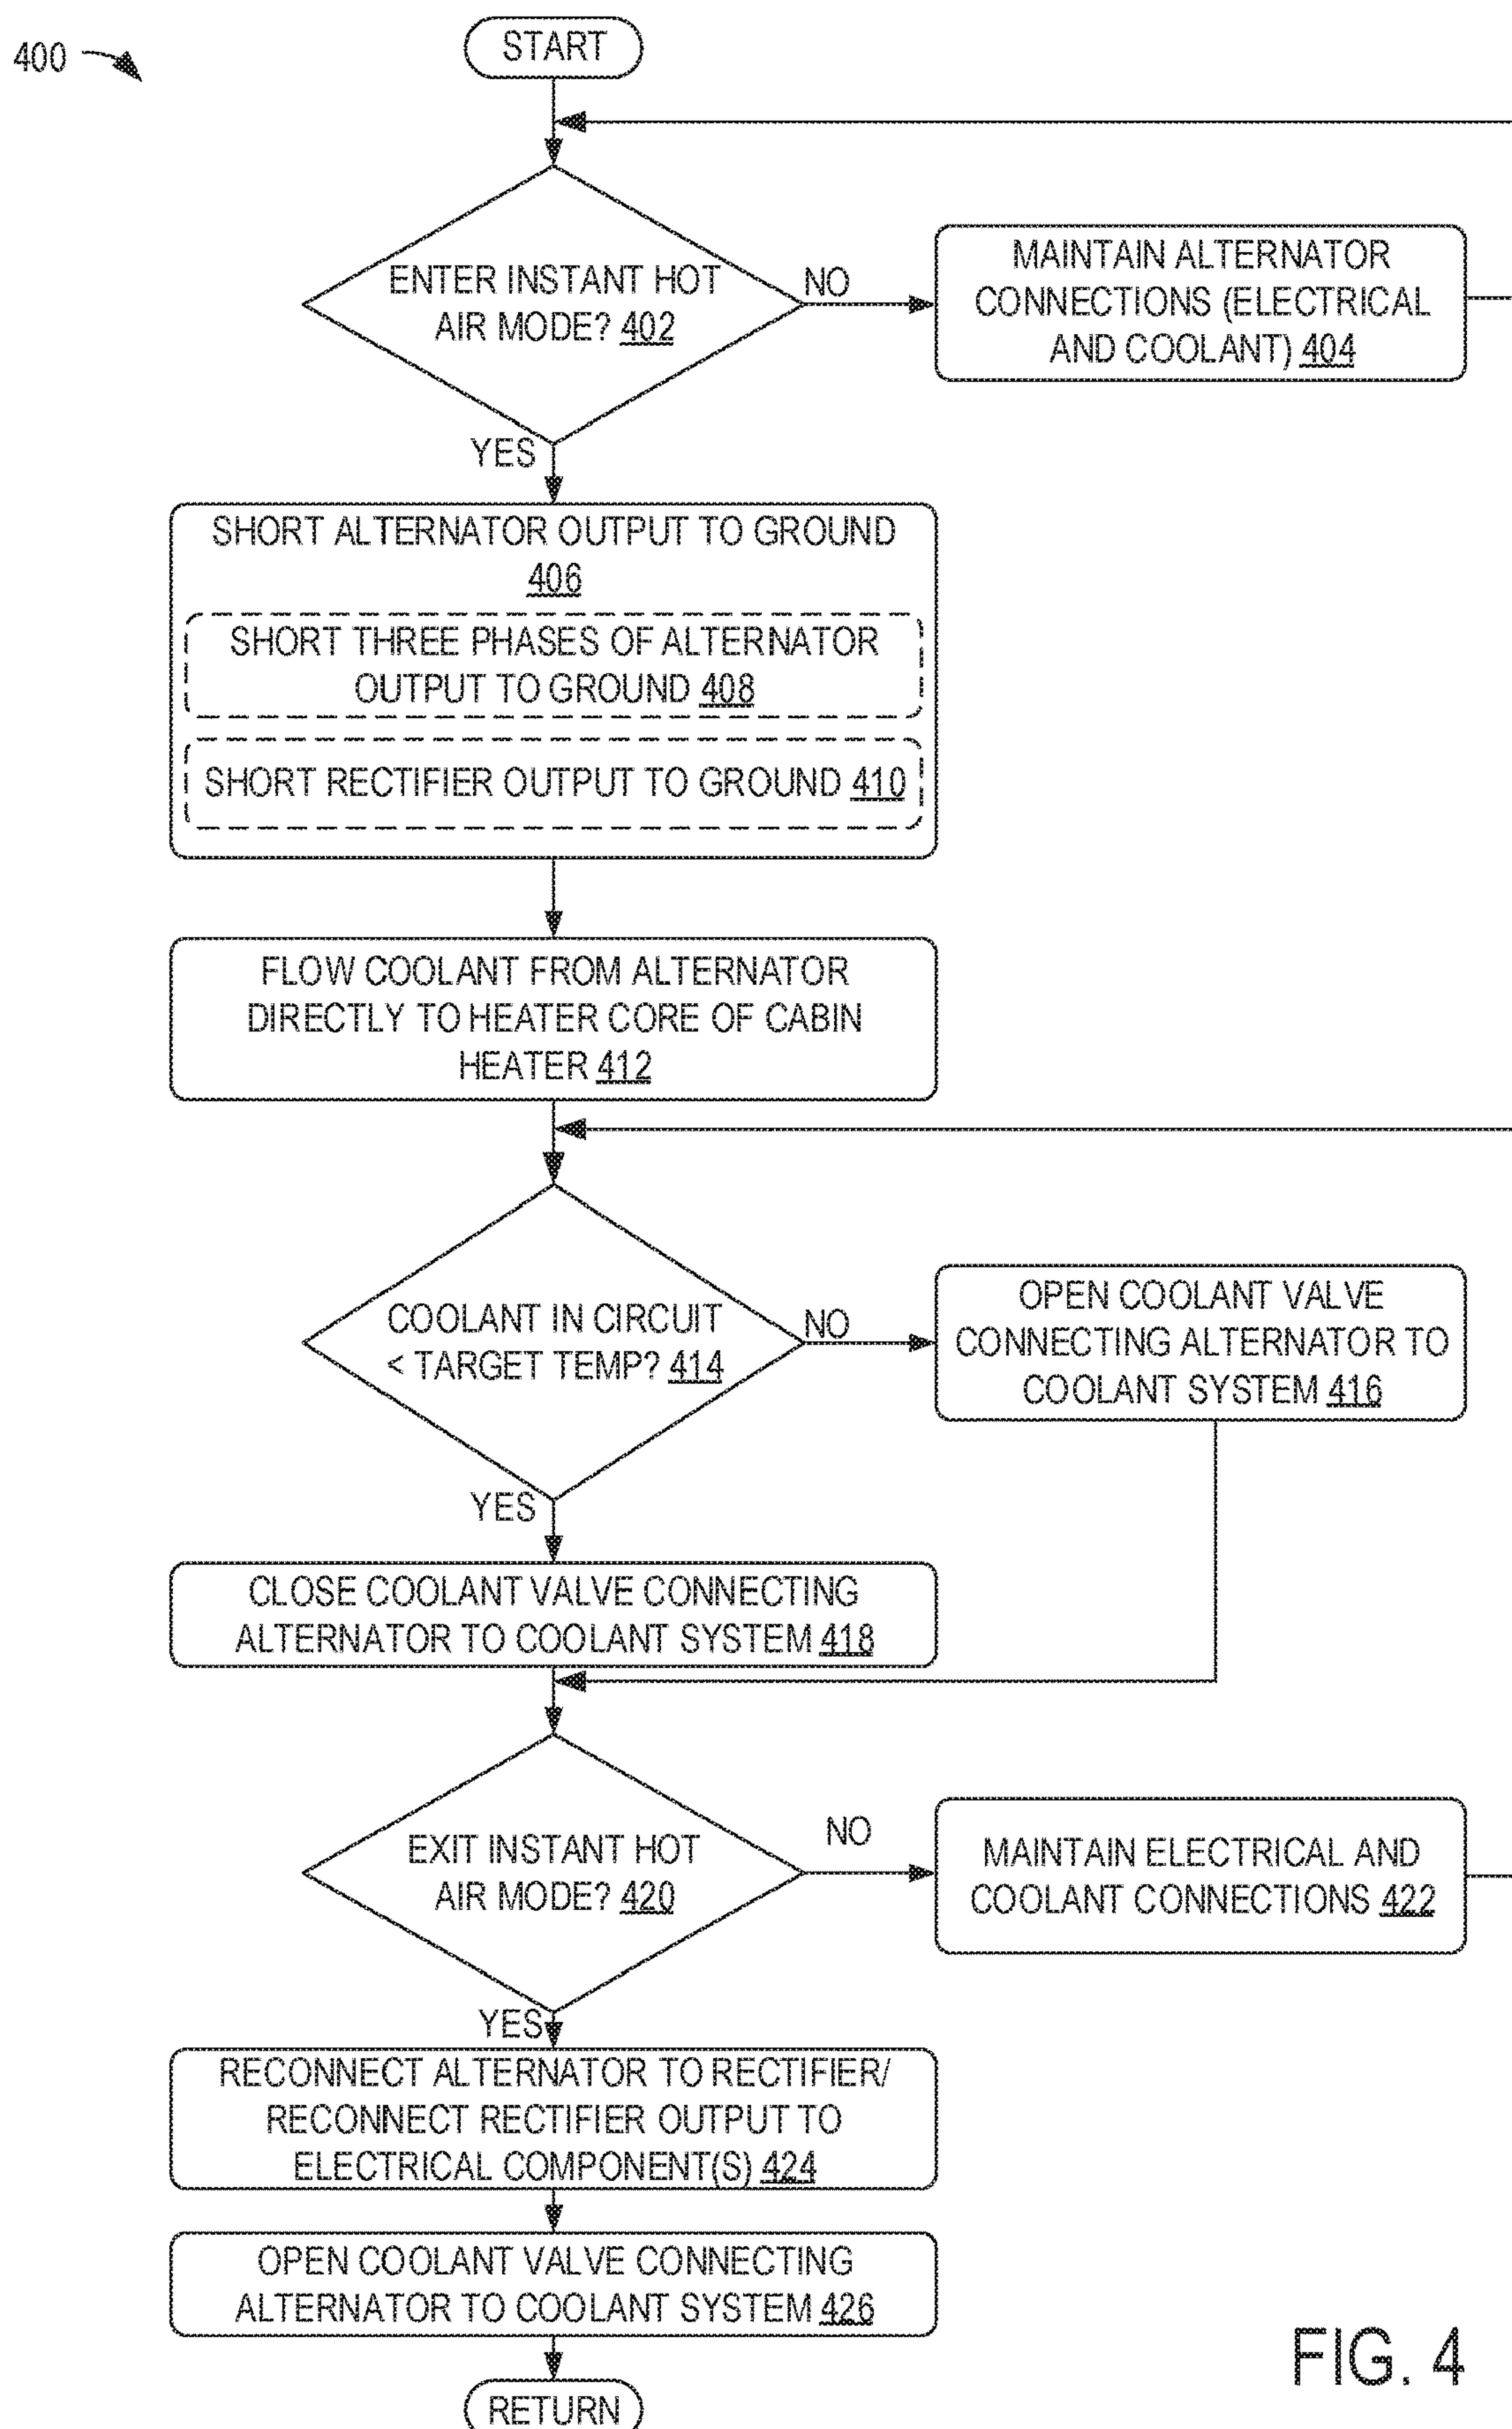 400
START
ENTER INSTANT HOT
AIR MODE? 402
NO
MAINTAIN ALTERNATOR
CONNECTIONS (ELECTRICAL
AND COOLANT) 404
YES
SHORT ALTERNATOR OUTPUT TO GROUND
406
SHORT THREE PHASES OF ALTERNATOR
OUTPUT TO GROUND 408
SHORT RECTIFIER OUTPUT TO GROUND 410
FLOW COOLANT FROM ALTERNATOR
DIRECTLY TO HEATER CORE OF CABIN
HEATER 412
COOLANT IN CIRCUIT
< TARGET TEMP? 414
NO
OPEN COOLANT VALVE
CONNECTING ALTERNATOR TO
COOLANT SYSTEM 416
YES
CLOSE COOLANT VALVE CONNECTING
ALTERNATOR TO COOLANT SYSTEM 418
EXIT INSTANT HOT
AIR MODE? 420
NO
MAINTAIN ELECTRICAL AND
COOLANT CONNECTIONS 422
YES
RECONNECT ALTERNATOR TO RECTIFIER/
RECONNECT RECTIFIER OUTPUT TO
ELECTRICAL COMPONENT(S) 424
OPEN COOLANT VALVE CONNECTING
ALTERNATOR TO COOLANT SYSTEM 426
RETURN
FIG. 4